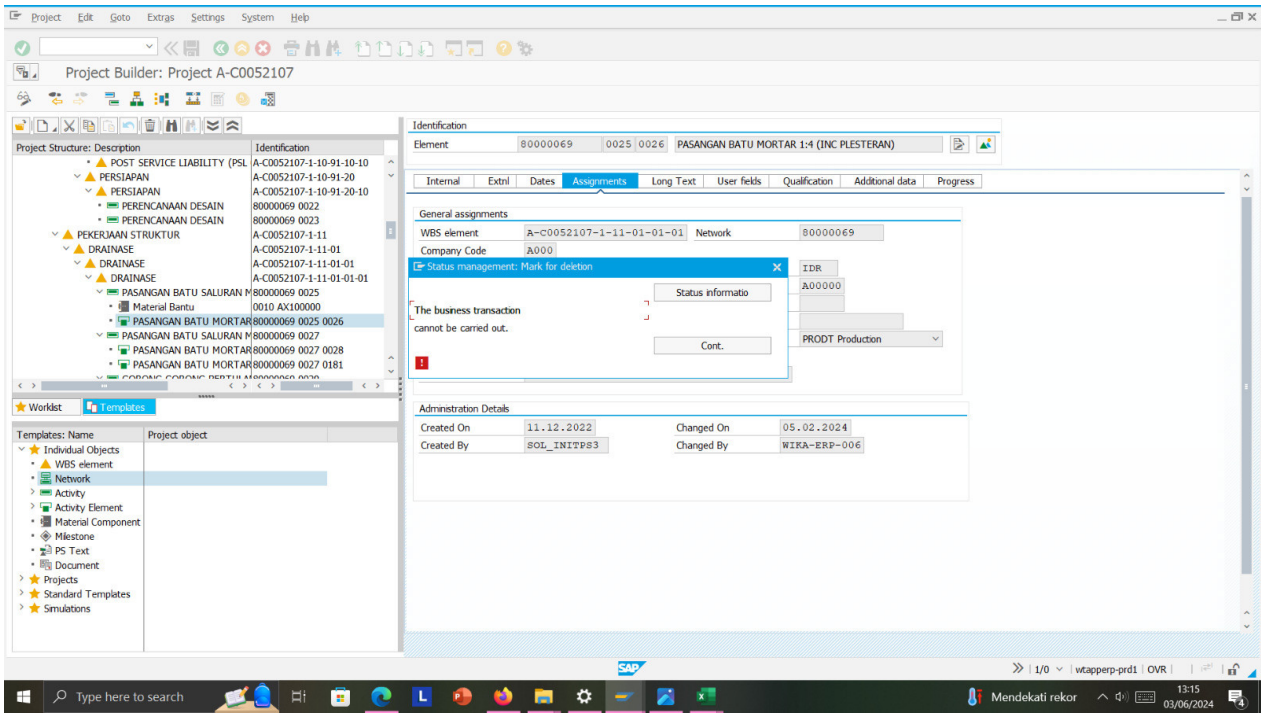 Project Edit Goto Extras Settings System Help
Project Builder: Project A-C0052107
Identification
Element 80000069 0025 0026 PASANGAN BATU MORTAR 1:4 (INC PLESTERAN)
Project Structure: Description Identification
POST SERVICE LIABILITY (PSL A-C0052107-1-10-91-10-10
PERSIAPAN A-C0052107-1-10-91-20
PERSIAPAN A-C0052107-1-10-91-20-10
PERENCANAAN DESAIN 80000069 0022
PERENCANAAN DESAIN 80000069 0023
PEKERJAAN STRUKTUR A-C0052107-1-11
DRAINASE A-C0052107-1-11-01
DRAINASE A-C0052107-1-11-01-01
DRAINASE A-C0052107-1-11-01-01-01
PASANGAN BATU SALURAN M 80000069 0025
Material Bantu 0010 AX100000
PASANGAN BATU MORTAR 80000069 0025 0026
PASANGAN BATU SALURAN M 80000069 0027
PASANGAN BATU MORTAR 80000069 0027 0028
PASANGAN BATU MORTAR 80000069 0027 0181
Internal Extnl Dates Assignments Long Text User fields Qualification Additional data Progress
General assignments
WBS element A-C0052107-1-11-01-01-01 Network 80000069
Company Code A000
IDR
A00000
PRODT Production
Status management: Mark for deletion
Status informatio
The business transaction
cannot be carried out.
Cont.
Administration Details
Created On 11.12.2022 Changed On 05.02.2024
Created By SOL_INITPS3 Changed By WIKA-ERP-006
Worklist Templates
Templates: Name Project object
Individual Objects
WBS element
Network
Activity
Activity Element
Material Component
Milestone
PS Text
Document
Projects
Standard Templates
Simulations
SAP
1/0 wtapperp-prd1 OVR
Type here to search
L
Mendekati rekor
13:15
03/06/2024
4